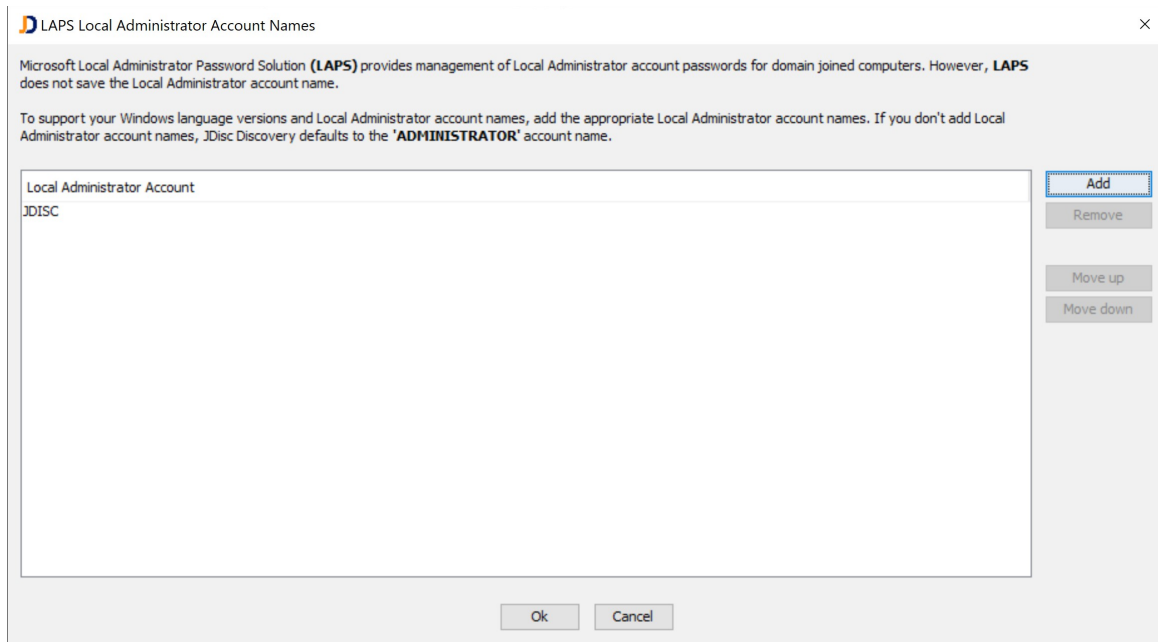 LAPS Local Administrator Account Names
Microsoft Local Administrator Password Solution (LAPS) provides management of Local Administrator account passwords for domain joined computers. However, LAPS
does not save the Local Administrator account name.
To support your Windows language versions and Local Administrator account names, add the appropriate Local Administrator account names. If you don't add Local
Administrator account names, JDisc Discovery defaults to the 'ADMINISTRATOR' account name.
Local Administrator Account
JDISC
Add
Remove
Move up
Move down
Ok
Cancel